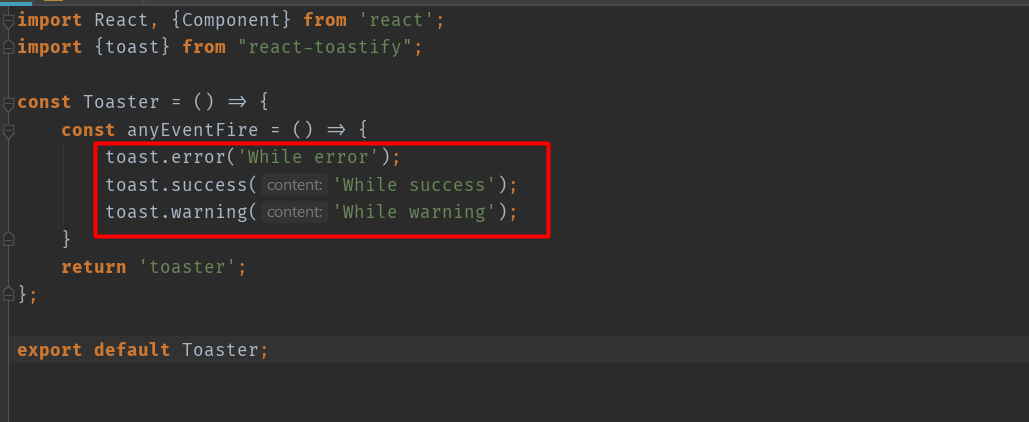 import React, {Component} from 'react';
import {toast} from "react-toastify";
const Toaster = () => {
const anyEventFire = () => {
toast.error('While error');
toast.success( content: 'While success');
toast.warning( content: 'While warning');
}
return 'toaster';
};
export default Toaster;